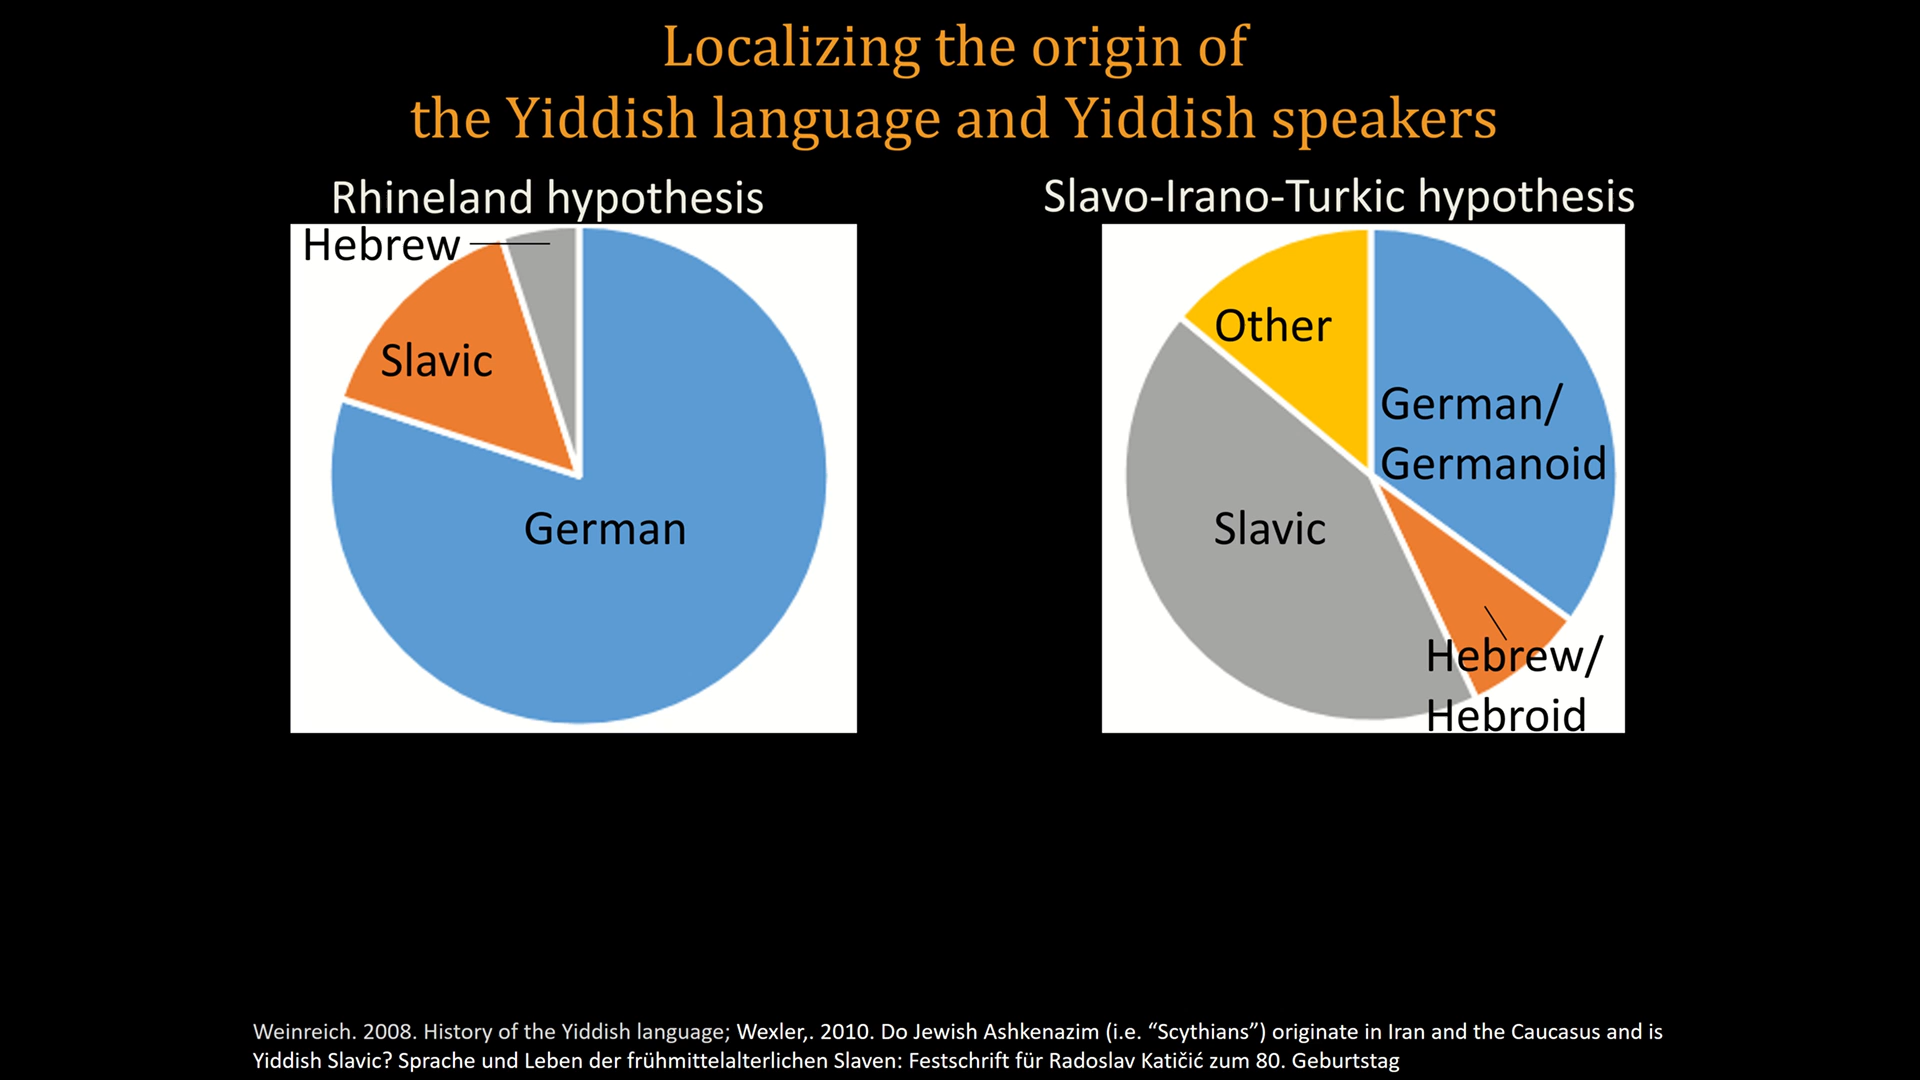 Localizing the origin of
the Yiddish language and Yiddish speakers
Rhineland hypothesis
Hebrew
Slavic
German
Slavo-Irano-Turkic hypothesis
Other
German/
Germanoid
Slavic
Hebrew/
Hebroid
Weinreich. 2008. History of the Yiddish language; Wexler,. 2010. Do Jewish Ashkenazim (i.e. “Scythians”) originate in Iran and the Caucasus and is
Yiddish Slavic? Sprache und Leben der frühmittelalterlichen Slaven: Festschrift für Radoslav Katičić zum 80. Geburtstag